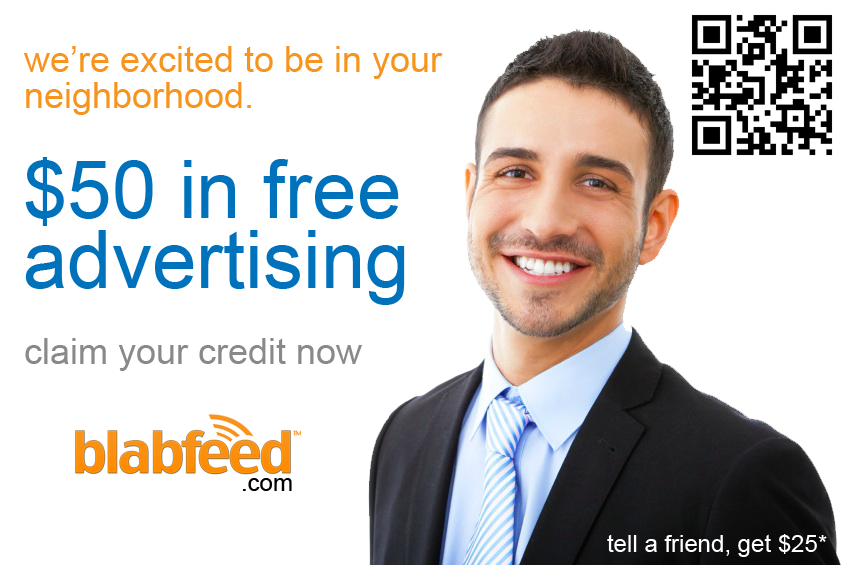 we’re excited to be in your
neighborhood.
$50 in free
advertising
claim your credit now
blabfeed™
.com
tell a friend, get $25*